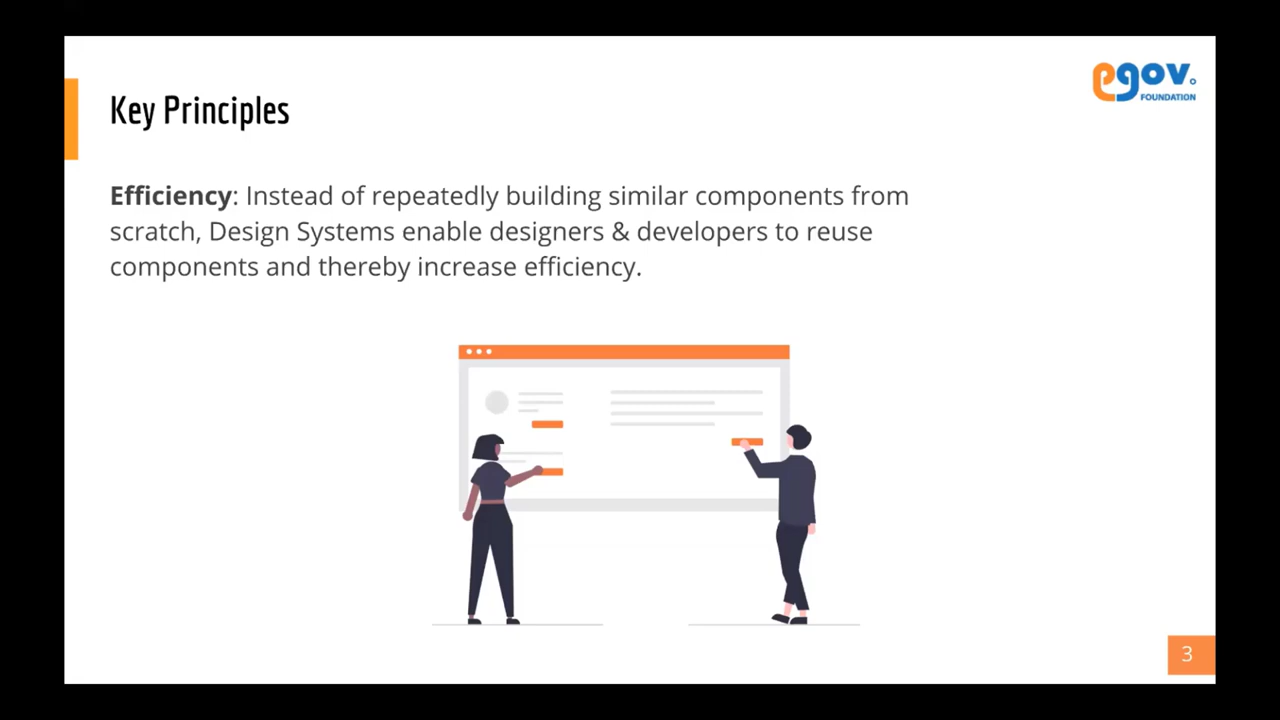 egov.
FOUNDATION
Key Principles
Efficiency: Instead of repeatedly building similar components from
scratch, Design Systems enable designers & developers to reuse
components and thereby increase efficiency.
3